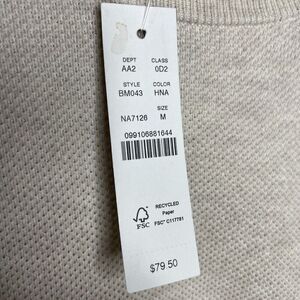 DEPT CLASS
AA2 0D2
STYLE COLOR
BM043 HNA
SIZE
NA7126 M
099106881644
RECYCLED
Paper
FSC FSC® C117781
$79.50